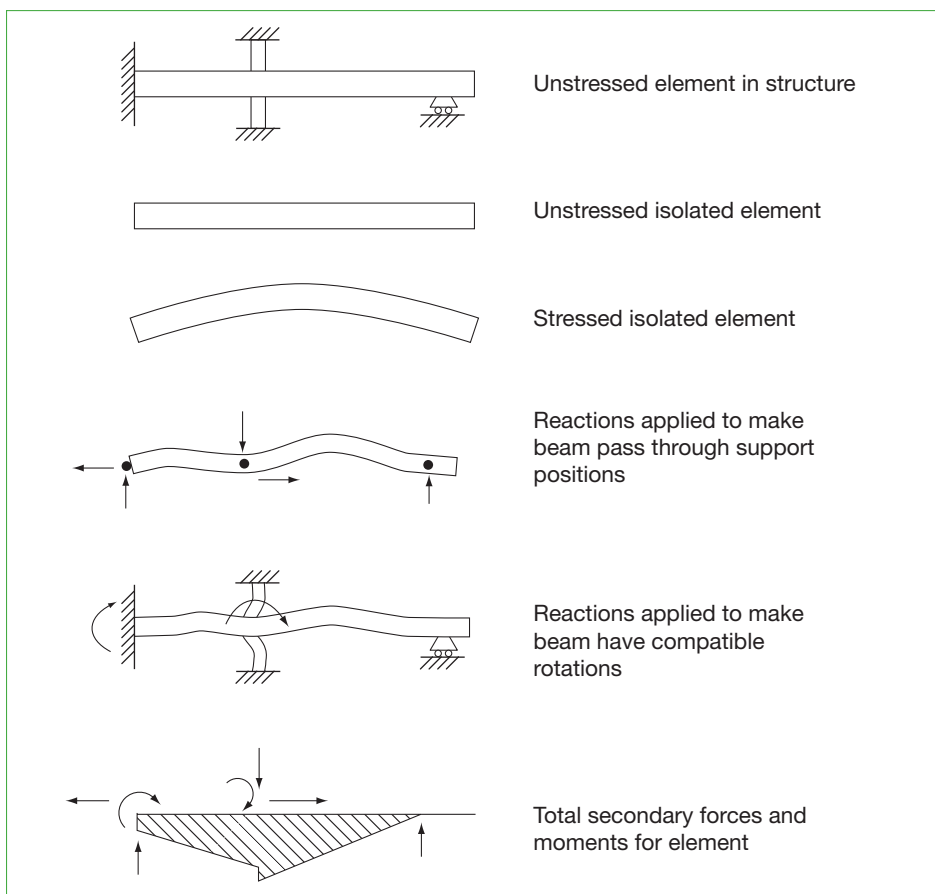 Unstressed element in structure
Unstressed isolated element
Stressed isolated element
Reactions applied to make
beam pass through support
positions
Reactions applied to make
beam have compatible
rotations
Total secondary forces and
moments for element